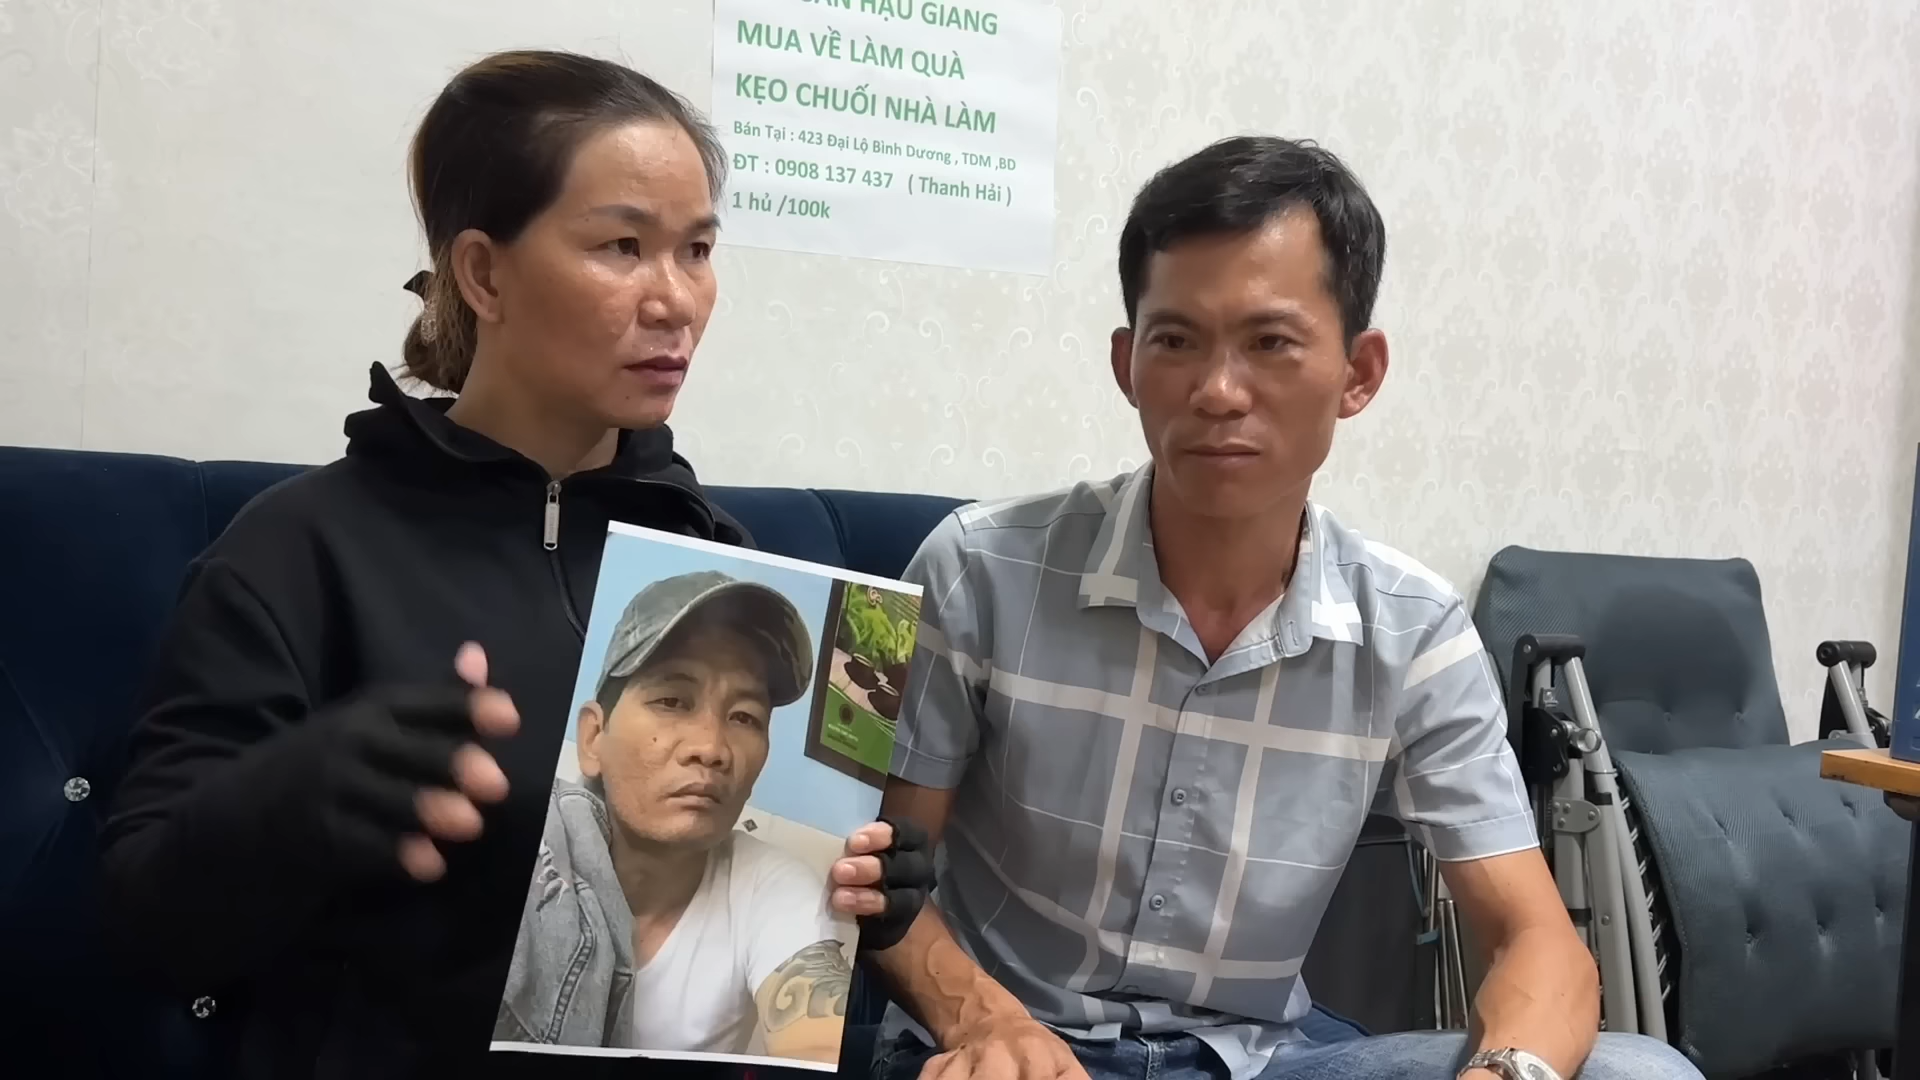 HẬU GIANG
MUA VỀ LÀM QUÀ
KẸO CHUỐI NHÀ LÀM
Bán Tại : 423 Đại Lộ Bình Dương , TDM ,BD
ĐT : 0908 137 437 ( Thanh Hải )
1 hủ /100k